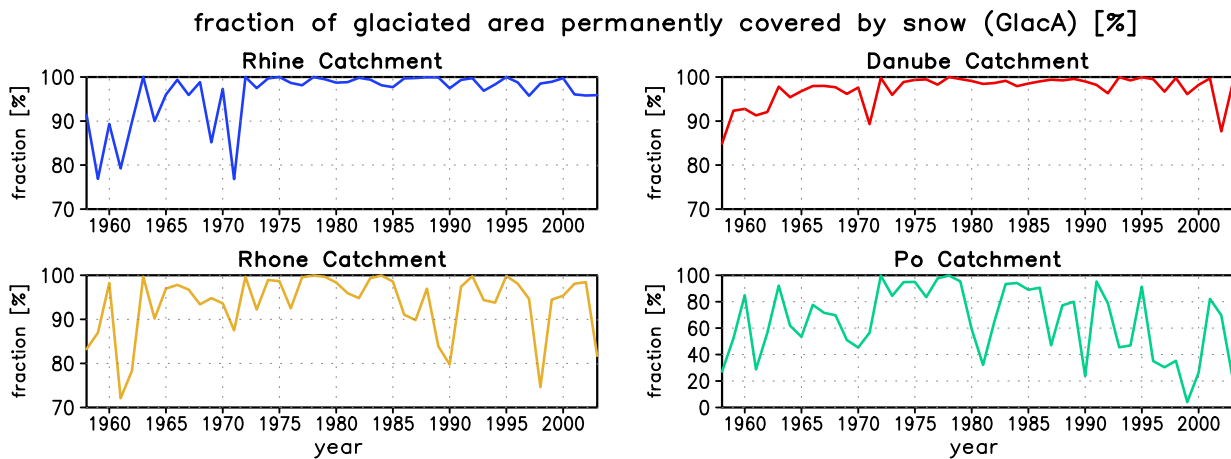 fraction of glaciated area permanently covered by snow (GlacA) [%]
Rhine Catchment
fraction [%]
100
90
80
70
1960 1965 1970 1975 1980 1985 1990 1995 2000
Danube Catchment
fraction [%]
100
90
80
70
1960 1965 1970 1975 1980 1985 1990 1995 2000
Rhone Catchment
fraction [%]
100
90
80
70
1960 1965 1970 1975 1980 1985 1990 1995 2000
year
Po Catchment
fraction [%]
100
80
60
40
20
0
1960 1965 1970 1975 1980 1985 1990 1995 2000
year